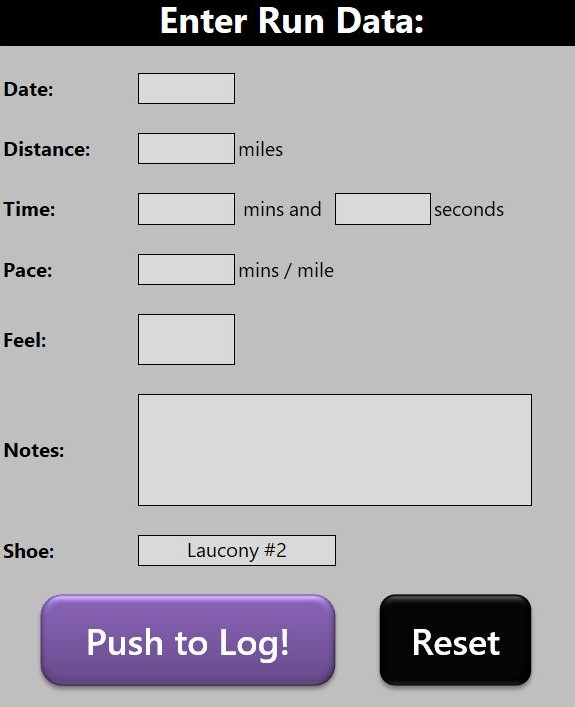 Enter Run Data:
Date:
Distance: miles
Time: mins and seconds
Pace: mins / mile
Feel:
Notes:
Shoe: Laucony #2
Push to Log! Reset